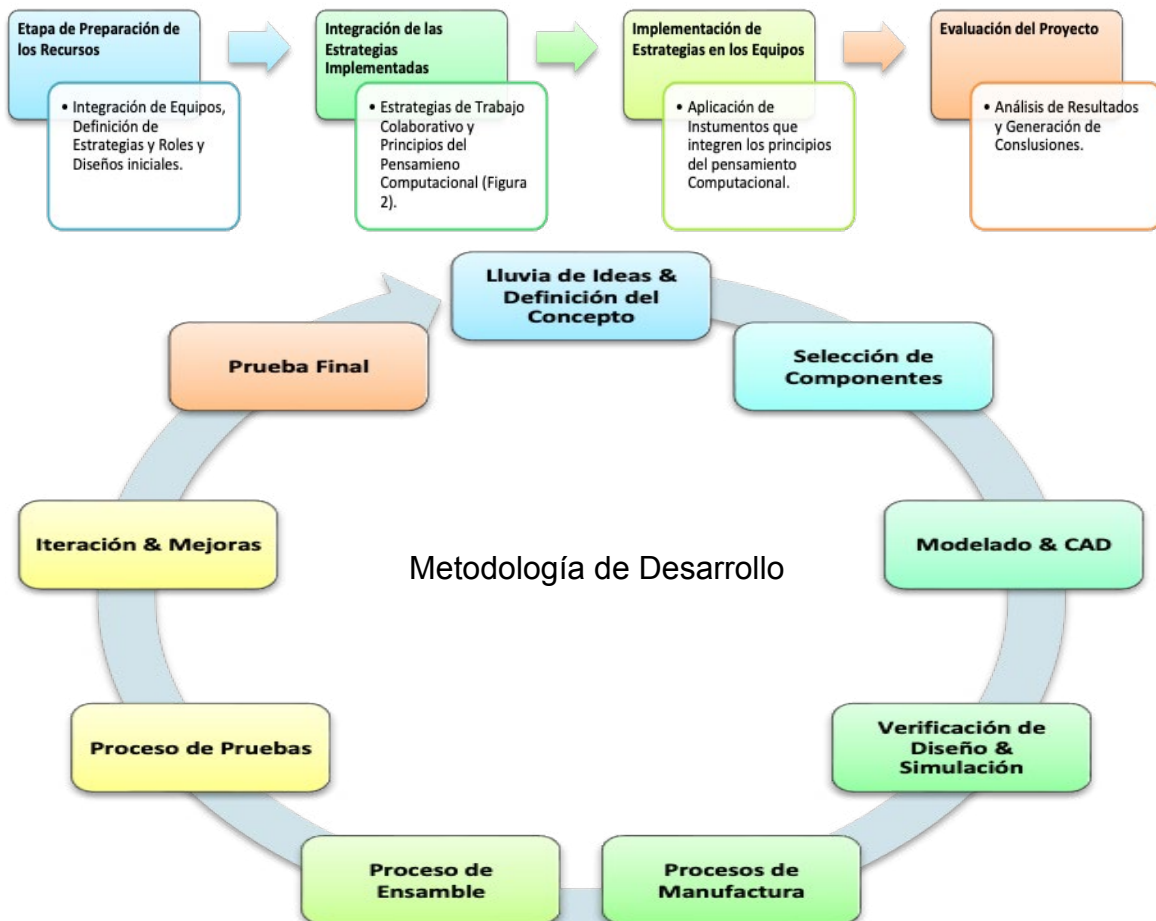 Etapa de Preparación de
los Recursos
• Integración de Equipos,
Definición de
Estrategias y Roles y
Diseños iniciales.
Integración de las
Estrategias
Implementadas
• Estrategias de Trabajo
Colaborativo y
Principios del
Pensamieno
Computacional (Figura
2).
Implementación de
Estrategias en los Equipos
• Aplicación de
Instumentos que
integren los principios
del pensamiento
Computacional.
Evaluación del Proyecto
• Análisis de Resultados
y Generación de
Conslusiones.
Lluvia de Ideas &
Definición del
Concepto
Selección de
Componentes
Modelado & CAD
Verificación de
Diseño &
Simulación
Procesos de
Manufactura
Proceso de
Ensamble
Proceso de Pruebas
Iteración & Mejoras
Prueba Final
Metodología de Desarrollo